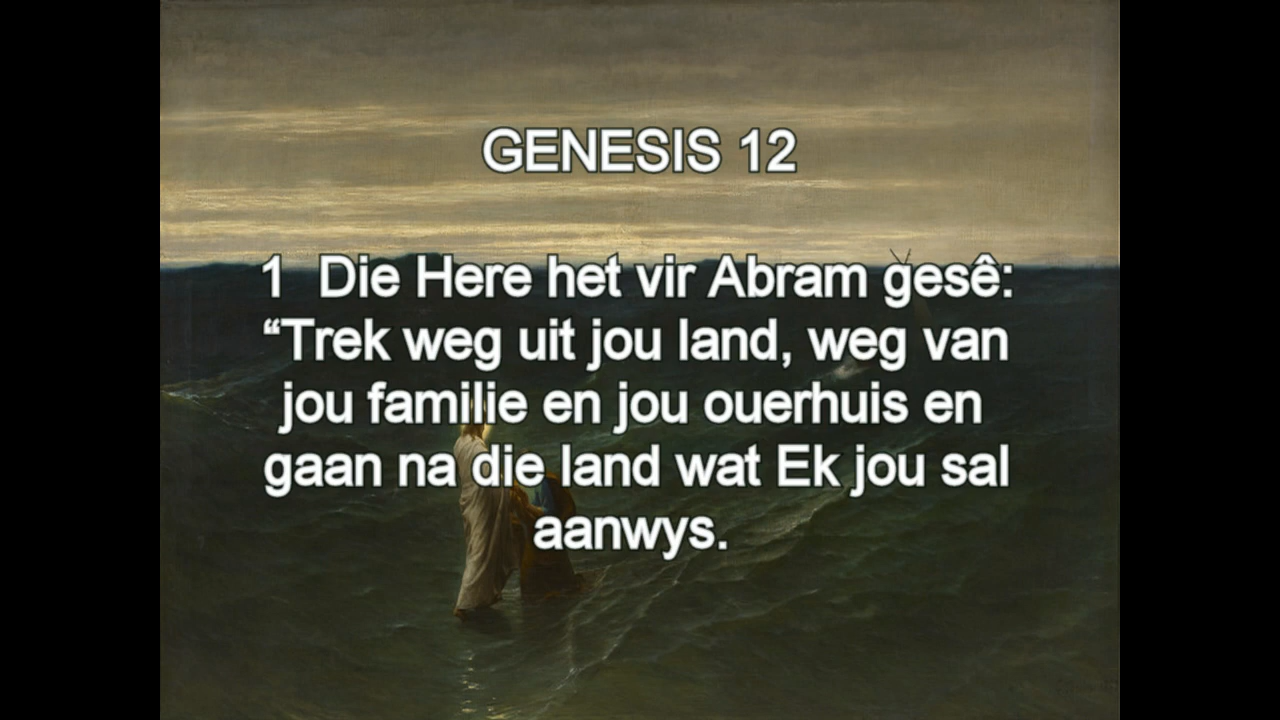 GENESIS 12
1 Die Here het vir Abram gesê:
“Trek weg uit jou land, weg van
jou familie en jou ouerhuis en
gaan na die land wat Ek jou sal
aanwys.